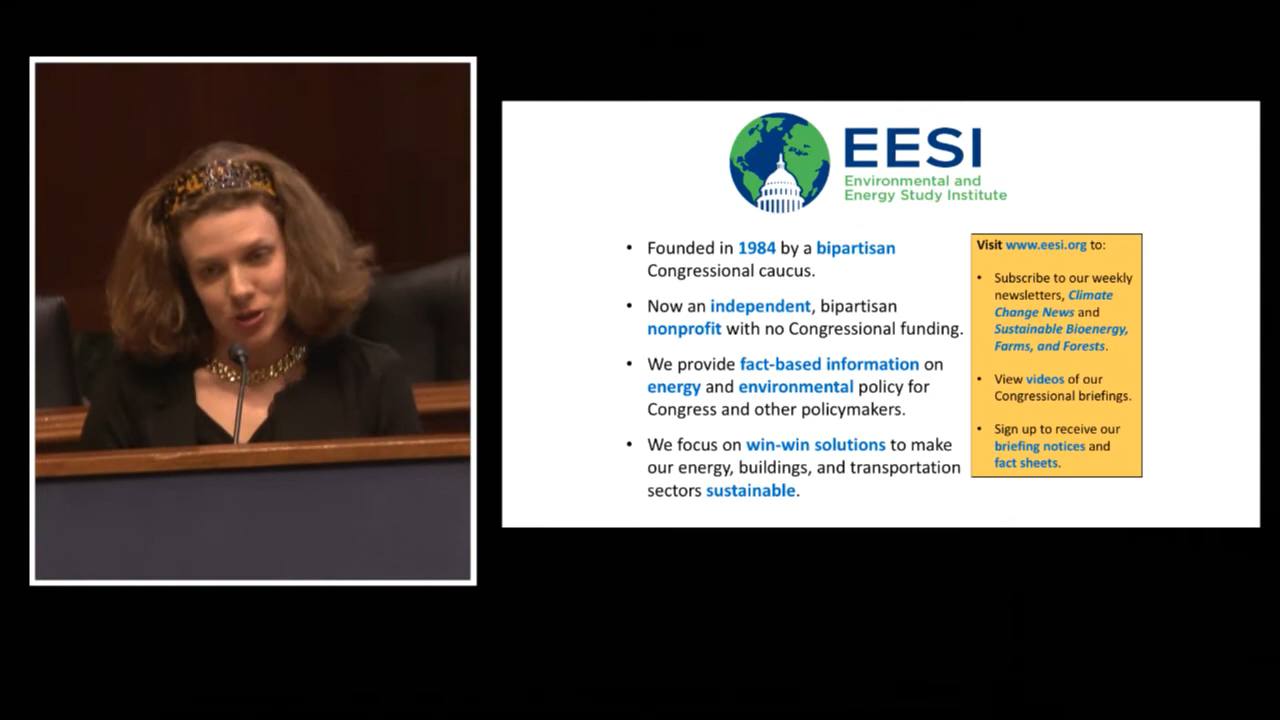 EESI
Environmental and
Energy Study Institute
• Founded in 1984 by a bipartisan
Congressional caucus.
• Now an independent, bipartisan
nonprofit with no Congressional funding.
• We provide fact-based information on
energy and environmental policy for
Congress and other policymakers.
• We focus on win-win solutions to make
our energy, buildings, and transportation
sectors sustainable.
Visit www.eesi.org to:
• Subscribe to our weekly
newsletters, Climate
Change News and
Sustainable Bioenergy,
Farms, and Forests.
• View videos of our
Congressional briefings.
• Sign up to receive our
briefing notices and
fact sheets.